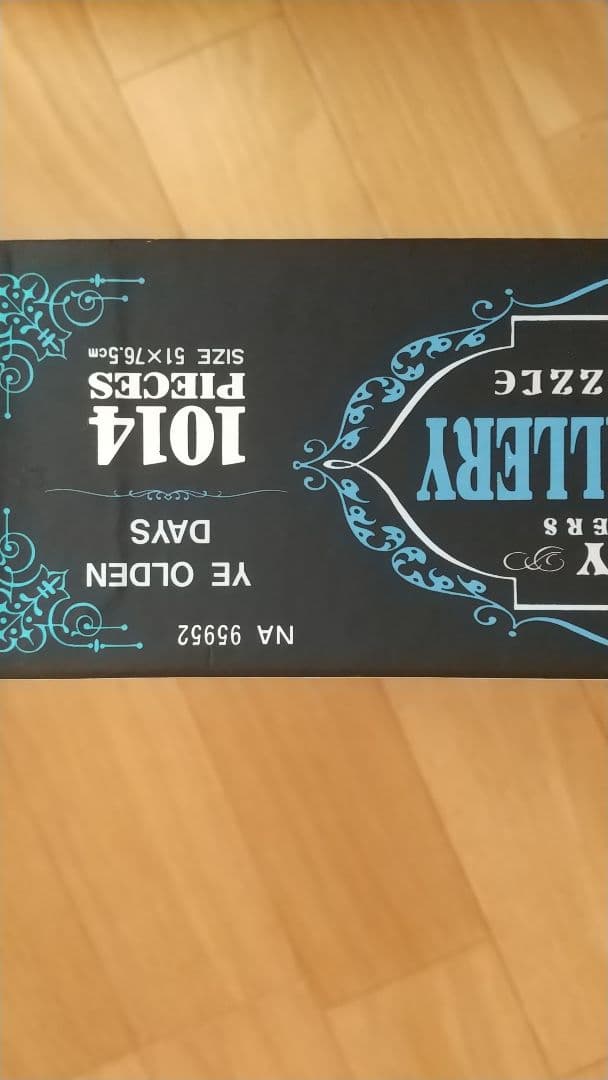 Y
ERS
LLERY
ZZLE
NA 95952
YE OLDEN
DAYS
1014
PIECES
SIZE 51×76.5cm